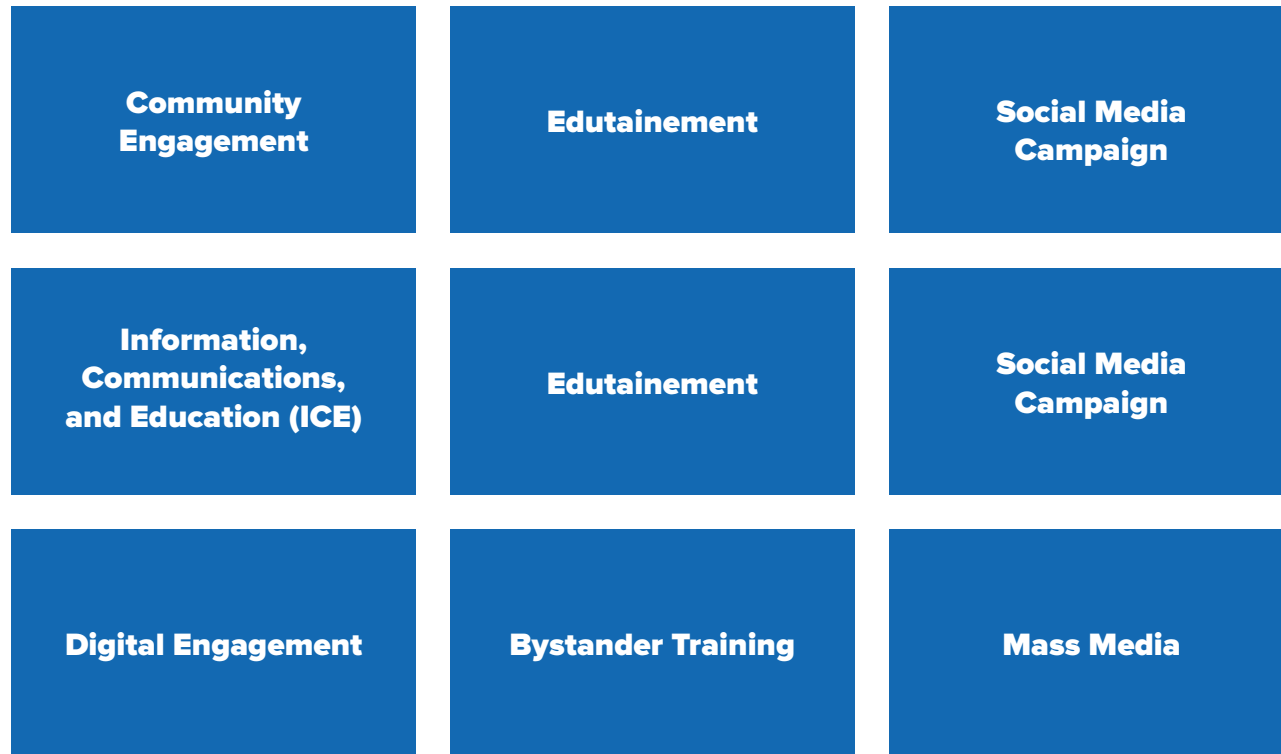 Community
Engagement
Edutainement
Social Media
Campaign
Information,
Communications,
and Education (ICE)
Edutainement
Social Media
Campaign
Digital Engagement
Bystander Training
Mass Media